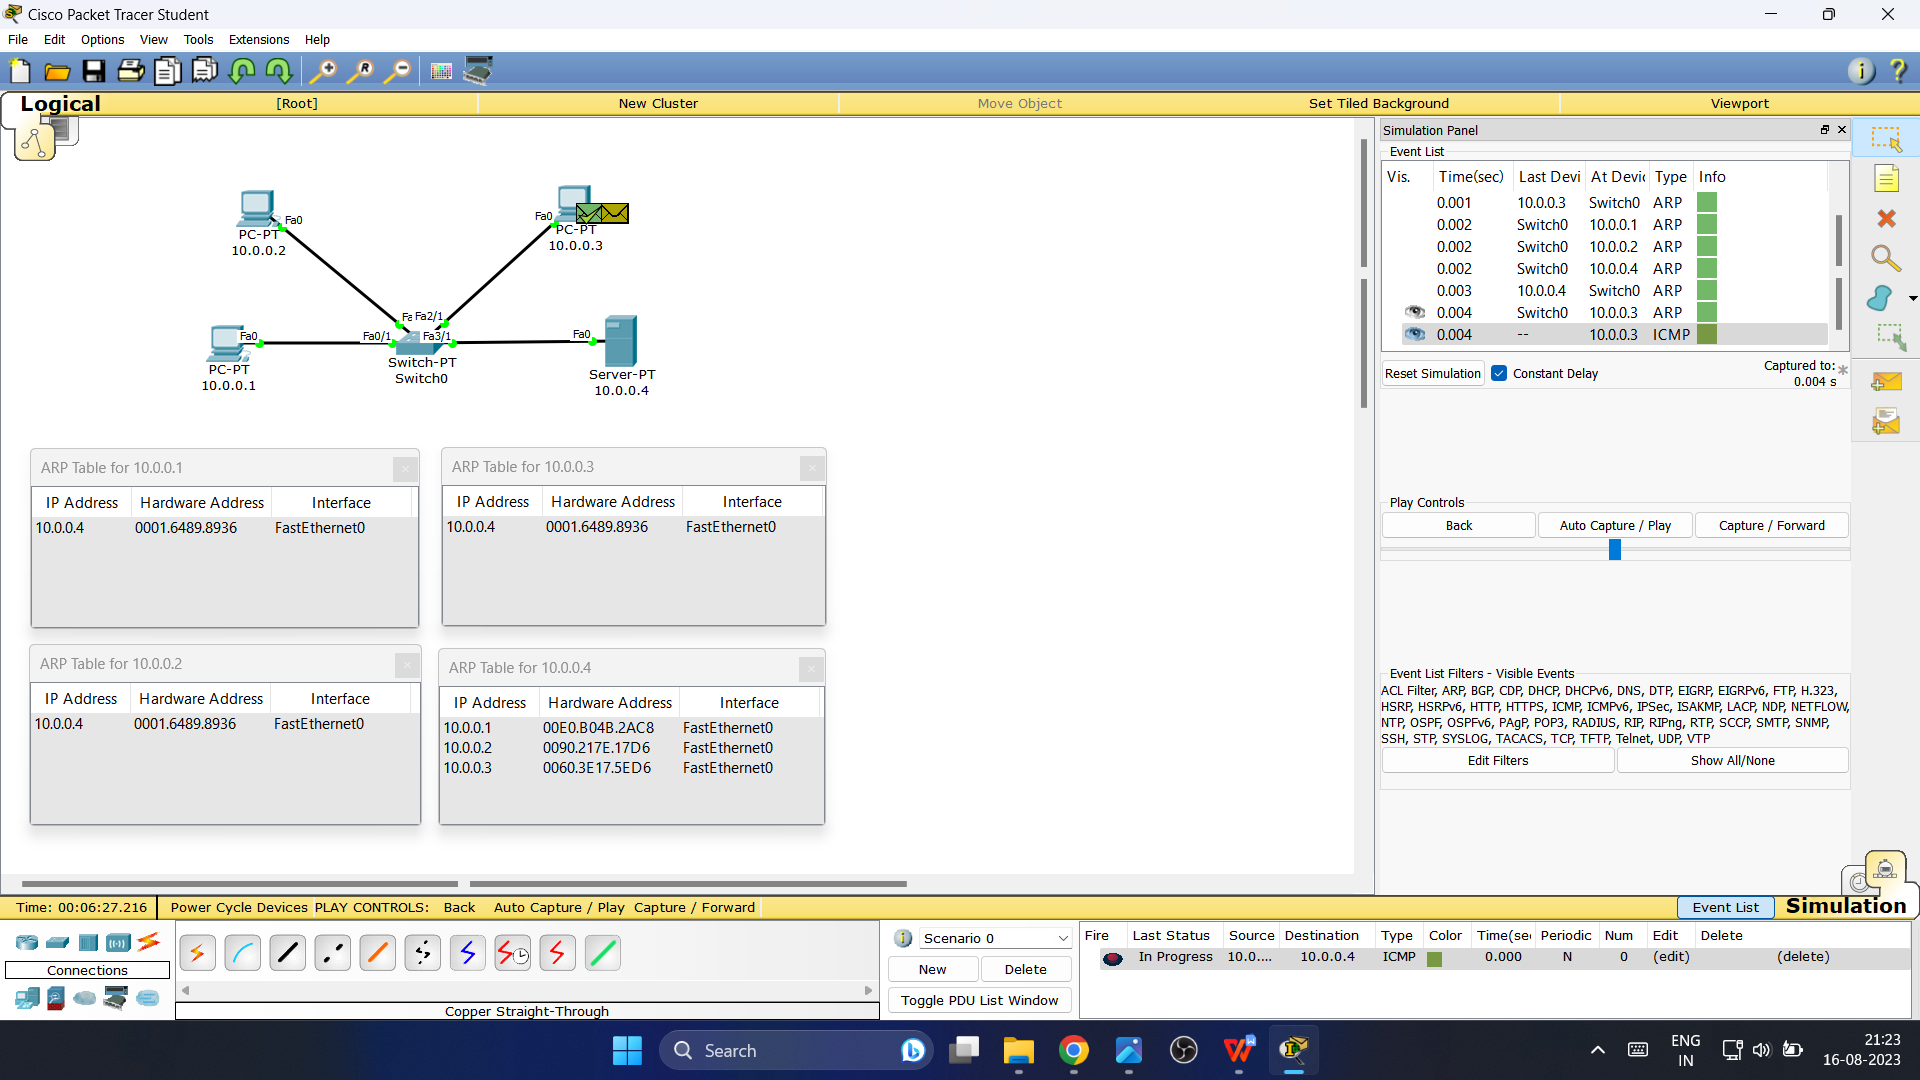 Cisco Packet Tracer Student
File Edit Options View Tools Extensions Help
Logical [Root] New Cluster Move Object Set Tiled Background Viewport
Fa0
PC-PT
10.0.0.2
Fa0
PC-PT
10.0.0.3
Fa0
PC-PT
10.0.0.1
Fa0/1
Fa2/1
Fa3/1
Switch-PT
Switch0
Fa0
Server-PT
10.0.0.4
ARP Table for 10.0.0.1
IP Address Hardware Address Interface
10.0.0.4 0001.6489.8936 FastEthernet0
ARP Table for 10.0.0.3
IP Address Hardware Address Interface
10.0.0.4 0001.6489.8936 FastEthernet0
ARP Table for 10.0.0.2
IP Address Hardware Address Interface
10.0.0.4 0001.6489.8936 FastEthernet0
ARP Table for 10.0.0.4
IP Address Hardware Address Interface
10.0.0.1 00E0.B04B.2AC8 FastEthernet0
10.0.0.2 0090.217E.17D6 FastEthernet0
10.0.0.3 0060.3E17.5ED6 FastEthernet0
Simulation Panel
Event List
Vis. Time(sec) Last Devi At Devic Type Info
0.001 10.0.0.3 Switch0 ARP
0.002 Switch0 10.0.0.1 ARP
0.002 Switch0 10.0.0.2 ARP
0.002 Switch0 10.0.0.4 ARP
0.003 10.0.0.4 Switch0 ARP
0.004 Switch0 10.0.0.3 ARP
0.004 -- 10.0.0.3 ICMP
Reset Simulation Constant Delay
Captured to: *
0.004 s
Play Controls
Back Auto Capture / Play Capture / Forward
Event List Filters - Visible Events
ACL Filter, ARP, BGP, CDP, DHCP, DHCPv6, DNS, DTP, EIGRP, EIGRPv6, FTP, H.323,
HSRP, HSRPv6, HTTP, HTTPS, ICMP, ICMPv6, IPSec, ISAKMP, LACP, NDP, NETFLOW,
NTP, OSPF, OSPFv6, PAgP, POP3, RADIUS, RIP, RIPng, RTP, SCCP, SMTP, SNMP,
SSH, STP, SYSLOG, TACACS, TCP, TFTP, Telnet, UDP, VTP
Edit Filters Show All/None
Time: 00:06:27.216 Power Cycle Devices PLAY CONTROLS: Back Auto Capture / Play Capture / Forward
Event List Simulation
Connections
Copper Straight-Through
Scenario 0
New Delete
Toggle PDU List Window
Fire Last Status Source Destination Type Color Time(sec Periodic Num Edit Delete
In Progress 10.0.... 10.0.0.4 ICMP 0.000 N 0 (edit) (delete)
Search
ENG
IN
21:23
16-08-2023